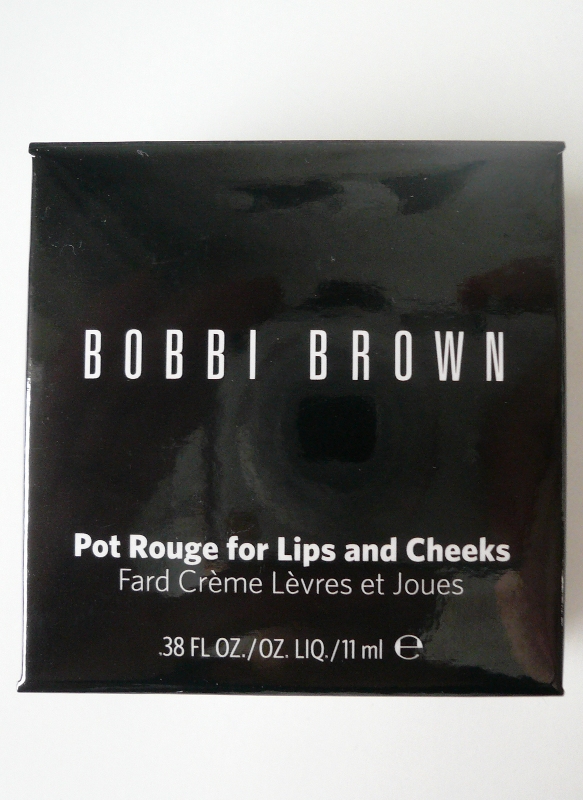 BOBBI BROWN
Pot Rouge for Lips and Cheeks
Fard Crème Lèvres et Joues
.38 FL OZ./OZ. LIQ./11 ml ℮